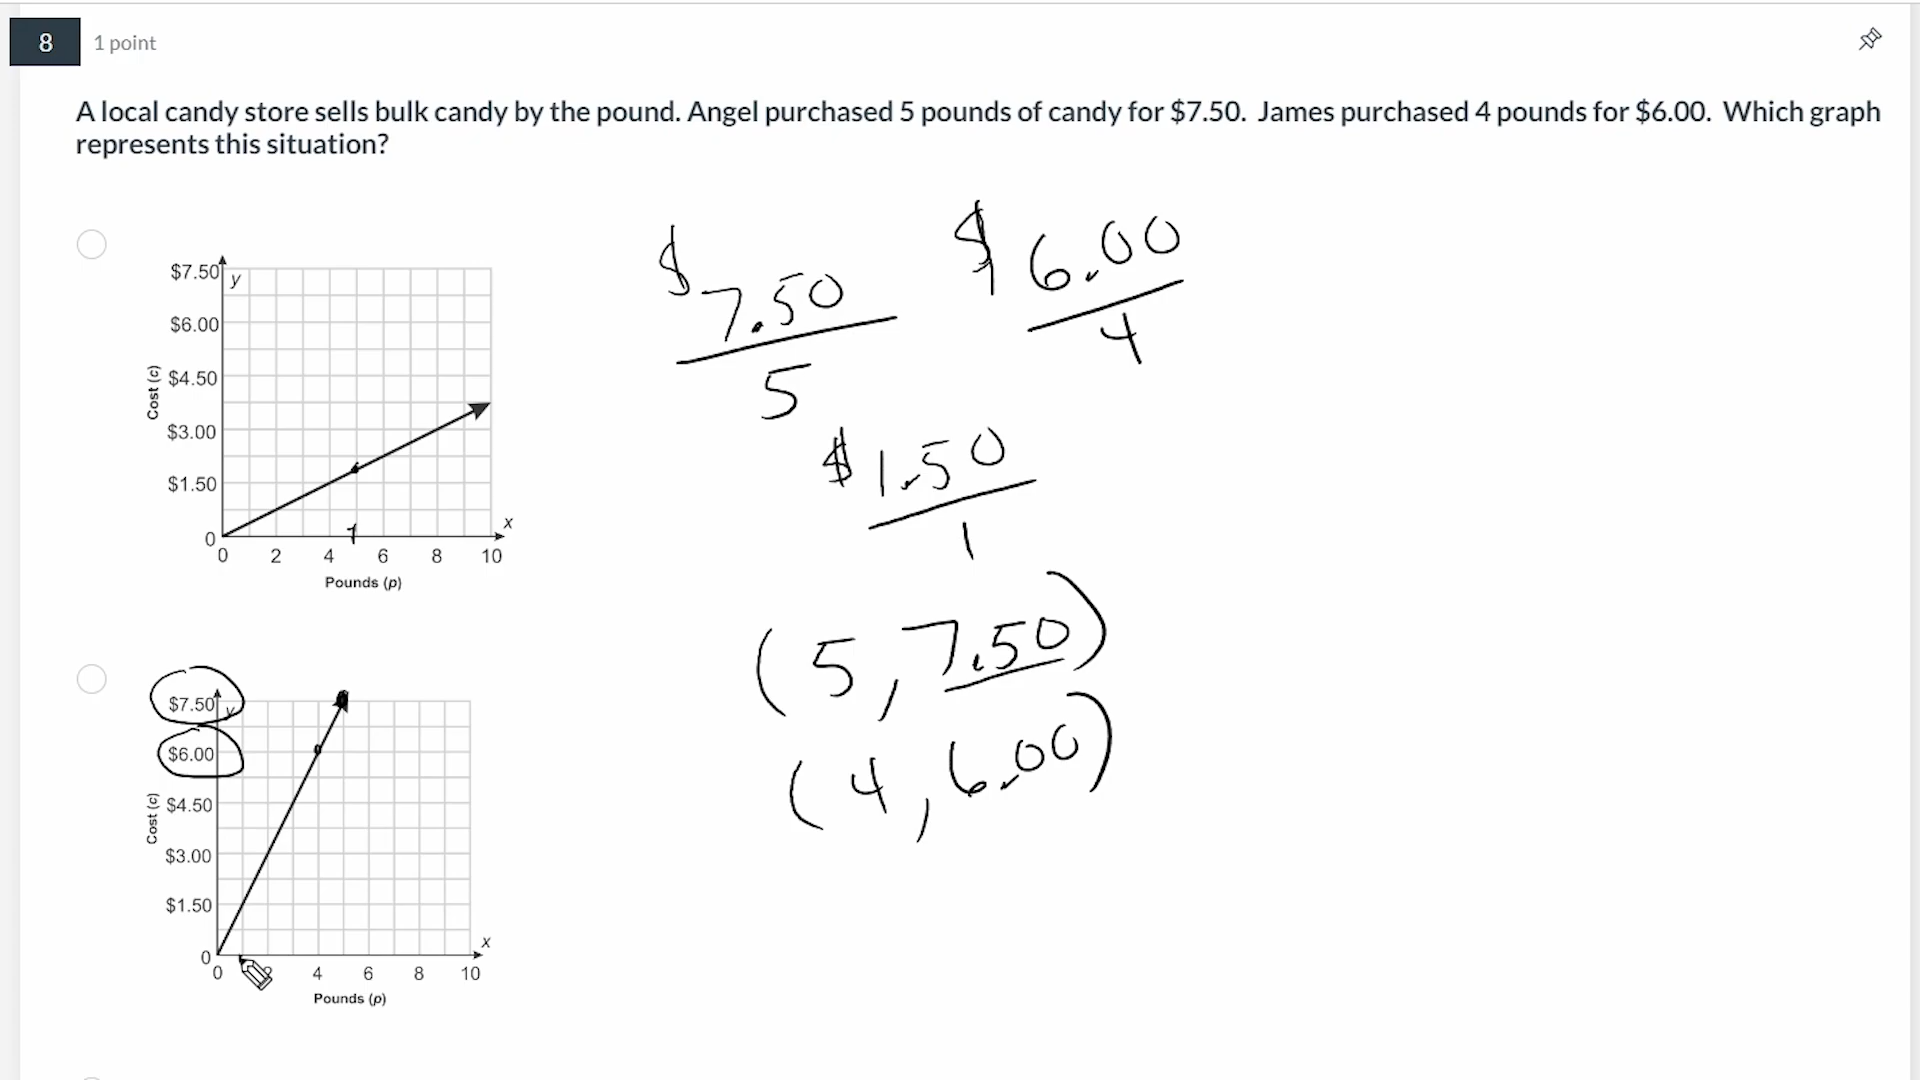 8 1 point
A local candy store sells bulk candy by the pound. Angel purchased 5 pounds of candy for $7.50. James purchased 4 pounds for $6.00. Which graph
represents this situation?
$7.50
y
$6.00
$4.50
Cost (c)
$3.00
$1.50
0
x
0 2 4 6 8 10
Pounds (p)
$7.50
5
$6.00
4
$1.50
1
(5, 7.50)
(4, 6.00)
$7.50
y
$6.00
$4.50
Cost (c)
$3.00
$1.50
0
x
0 2 4 6 8 10
Pounds (p)